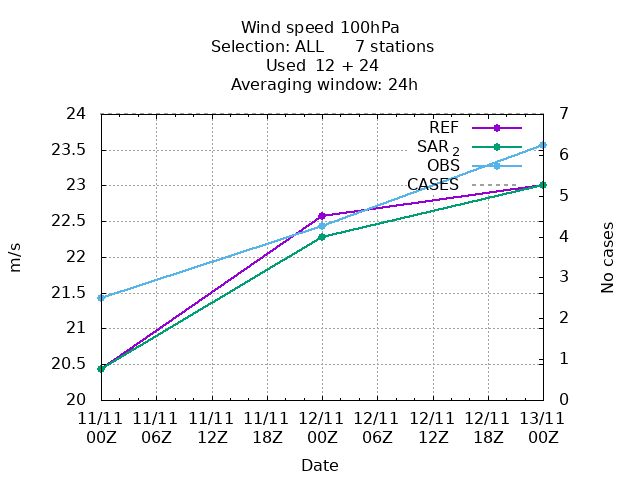 Wind speed 100hPa
Selection: ALL 7 stations
Used 12 + 24
Averaging window: 24h
24 7
REF
SAR 2
23.5 6
OBS
23 CASES 5
22.5
22 4
m/s No cases
21.5 3
21 2
20.5 1
20 0
11/11 11/11 11/11 11/11 12/11 12/11 12/11 12/11 13/11
00Z 06Z 12Z 18Z 00Z 06Z 12Z 18Z 00Z
Date